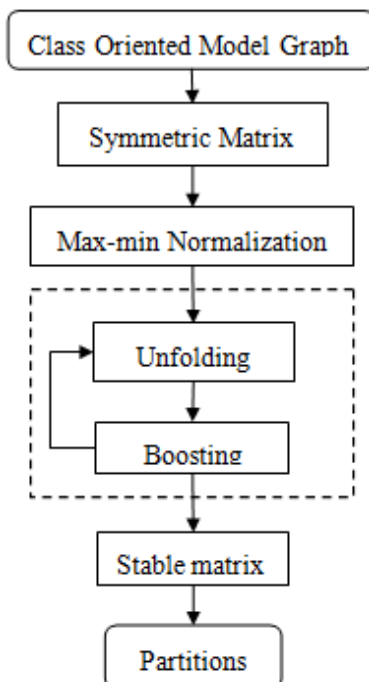 Class Oriented Model Graph
Symmetric Matrix
Max-min Normalization
Unfolding
Boosting
Stable matrix
Partitions